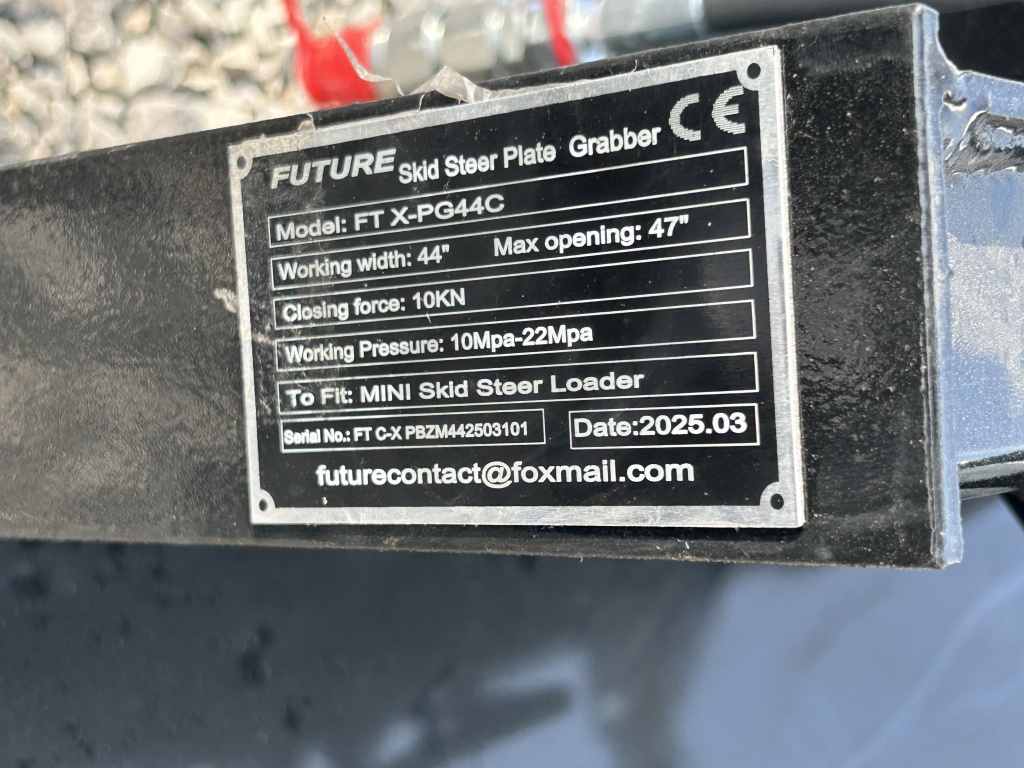 FUTURE Skid Steer Plate Grabber CE
Model: FT X-PG44C
Working width: 44" Max opening: 47"
Closing force: 10KN
Working Pressure: 10Mpa-22Mpa
To Fit: MINI Skid Steer Loader
Serial No.: FT C-X PBZM442503101 Date:2025.03
futurecontact@foxmail.com